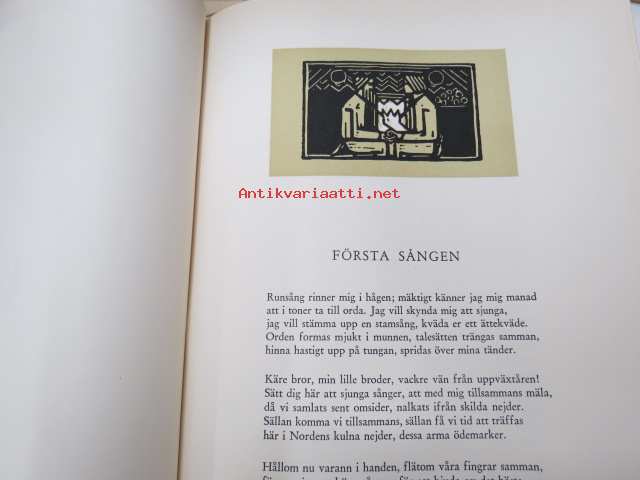 Antikvariaatti.net
FÖRSTA SÅNGEN
Runsång rinner mig i hågen; mäktigt känner jag mig manad
att i toner ta till orda. Jag vill skynda mig att sjunga,
jag vill stämma upp en stamsång, kväda er ett ättekväde.
Orden formas mjukt i munnen, talesätten trängas samman,
hinna hastigt upp på tungan, spridas över mina tänder.
Käre bror, min lille broder, vackre vän från uppväxtåren!
Sätt dig här att sjunga sånger, att med mig tillsammans mäla,
då vi samlats sent omsider, nalkats ifrån skilda nejder.
Sällan komma vi tillsammans, sällan få vi tid att träffas
här i Nordens kulna nejder, dessa arma ödemarker.
Hållom nu varann i handen, flätom våra fingrar samman,